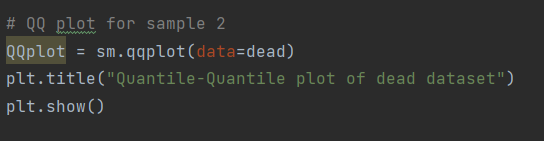 # QQ plot for sample 2
QQplot = sm.qqplot(data=dead)
plt.title("Quantile-Quantile plot of dead dataset")
plt.show()